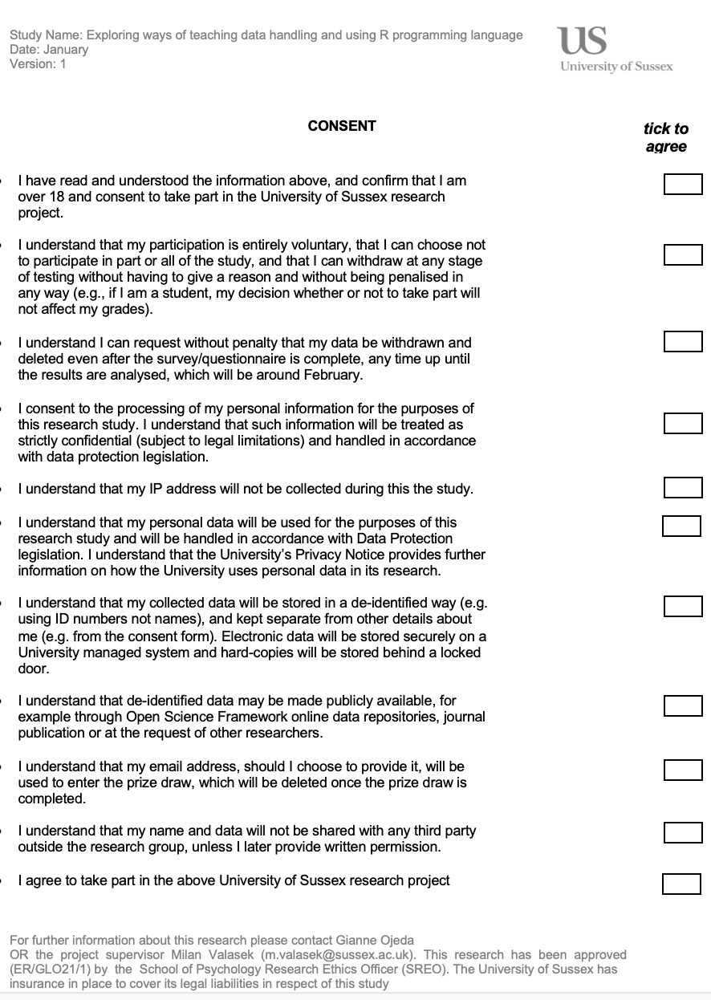 Study Name: Exploring ways of teaching data handling and using R programming language
Date: January
Version: 1
US
University of Sussex
CONSENT
tick to
agree
I have read and understood the information above, and confirm that I am
over 18 and consent to take part in the University of Sussex research
project.
I understand that my participation is entirely voluntary, that I can choose not
to participate in part or all of the study, and that I can withdraw at any stage
of testing without having to give a reason and without being penalised in
any way (e.g., if I am a student, my decision whether or not to take part will
not affect my grades).
I understand I can request without penalty that my data be withdrawn and
deleted even after the survey/questionnaire is complete, any time up until
the results are analysed, which will be around February.
I consent to the processing of my personal information for the purposes of
this research study. I understand that such information will be treated as
strictly confidential (subject to legal limitations) and handled in accordance
with data protection legislation.
I understand that my IP address will not be collected during this the study.
I understand that my personal data will be used for the purposes of this
research study and will be handled in accordance with Data Protection
legislation. I understand that the University’s Privacy Notice provides further
information on how the University uses personal data in its research.
I understand that my collected data will be stored in a de-identified way (e.g.
using ID numbers not names), and kept separate from other details about
me (e.g. from the consent form). Electronic data will be stored securely on a
University managed system and hard-copies will be stored behind a locked
door.
I understand that de-identified data may be made publicly available, for
example through Open Science Framework online data repositories, journal
publication or at the request of other researchers.
I understand that my email address, should I choose to provide it, will be
used to enter the prize draw, which will be deleted once the prize draw is
completed.
I understand that my name and data will not be shared with any third party
outside the research group, unless I later provide written permission.
I agree to take part in the above University of Sussex research project
For further information about this research please contact Gianne Ojeda
OR the project supervisor Milan Valasek (m.valasek@sussex.ac.uk). This research has been approved
(ER/GLO21/1) by the School of Psychology Research Ethics Officer (SREO). The University of Sussex has
insurance in place to cover its legal liabilities in respect of this study